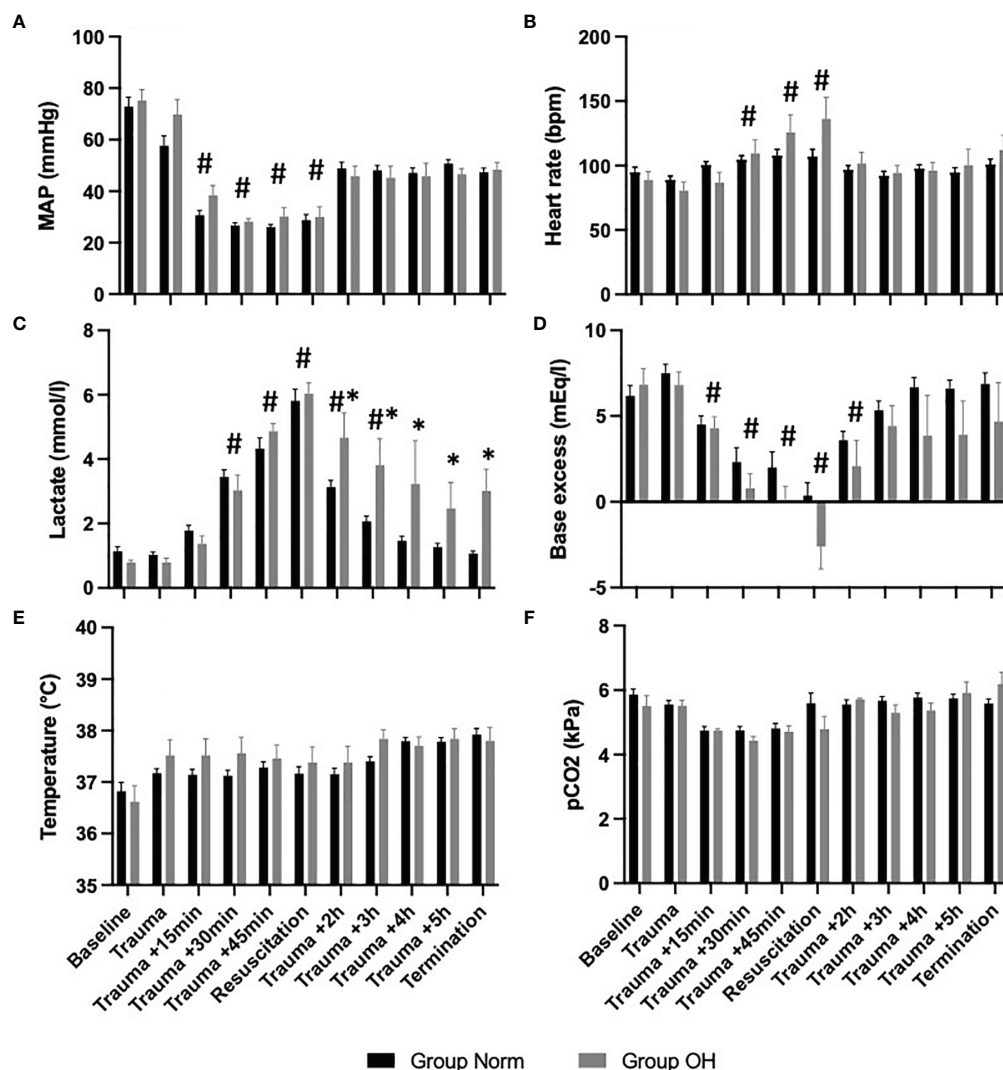 A
MAP (mmHg)
100
80
60
40
20
0
# # # #
B
Heart rate (bpm)
200
150
100
50
0
# # #
C
Lactate (mmol/l)
8
6
4
2
0
# # # #* #* * * *
D
Base excess (mEq/l)
10
5
0
-5
# # # # #
E
Temperature (°C)
40
39
38
37
36
35
Baseline
Trauma
Trauma +15min
Trauma +30min
Trauma +45min
Resuscitation
Trauma +2h
Trauma +3h
Trauma +4h
Trauma +5h
Termination
F
pCO2 (kPa)
8
6
4
2
0
Baseline
Trauma
Trauma +15min
Trauma +30min
Trauma +45min
Resuscitation
Trauma +2h
Trauma +3h
Trauma +4h
Trauma +5h
Termination
Group Norm Group OH